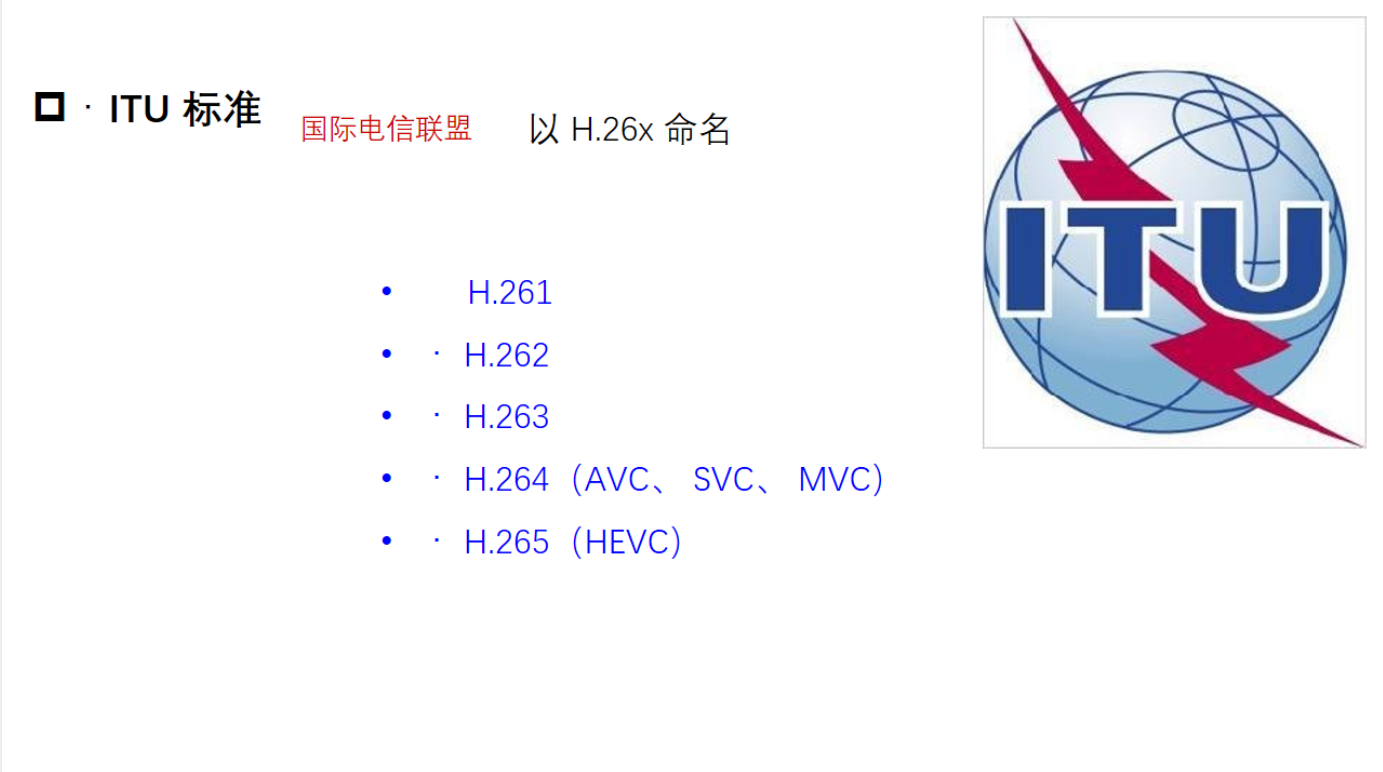 · ITU 标准 国际电信联盟 以 H.26x 命名
ITU
• H.261
• · H.262
• · H.263
• · H.264（AVC、 SVC、 MVC）
• · H.265（HEVC）